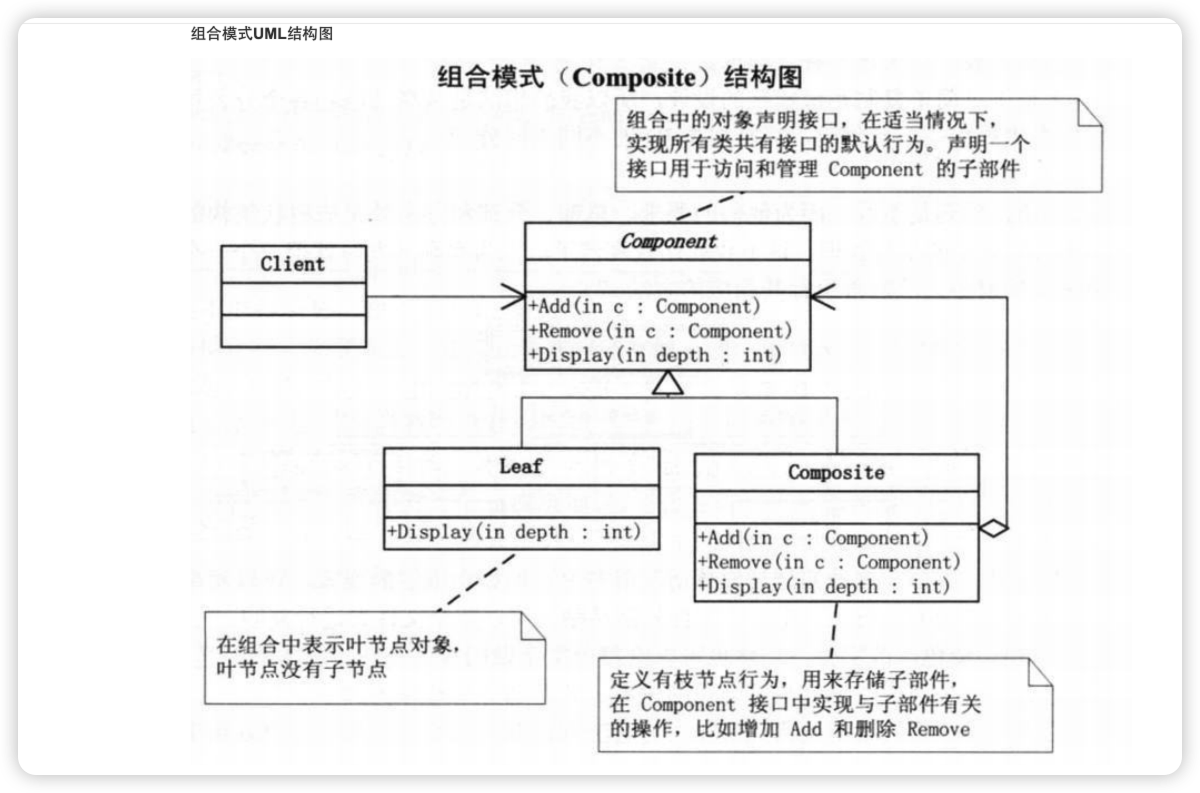 组合模式UML结构图
组合模式（Composite）结构图
组合中的对象声明接口，在适当情况下，
实现所有类共有接口的默认行为。声明一个
接口用于访问和管理 Component 的子部件
Component
+Add(in c : Component)
+Remove(in c : Component)
+Display(in depth : int)
Client
Leaf
+Display(in depth : int)
Composite
+Add(in c : Component)
+Remove(in c : Component)
+Display(in depth : int)
在组合中表示叶节点对象，
叶节点没有子节点
定义有枝节点行为，用来存储子部件，
在 Component 接口中实现与子部件有关
的操作，比如增加 Add 和删除 Remove